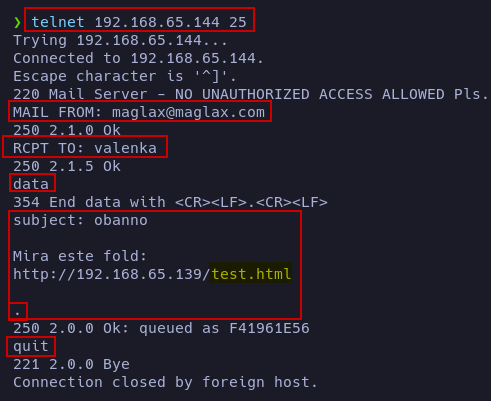 ❯ telnet 192.168.65.144 25
Trying 192.168.65.144...
Connected to 192.168.65.144.
Escape character is '^]'.
220 Mail Server – NO UNAUTHORIZED ACCESS ALLOWED Pls.
MAIL FROM: maglax@maglax.com
250 2.1.0 Ok
RCPT TO: valenka
250 2.1.5 Ok
data
354 End data with <CR><LF>.<CR><LF>
subject: obanno
Mira este fold:
http://192.168.65.139/test.html
.
250 2.0.0 Ok: queued as F41961E56
quit
221 2.0.0 Bye
Connection closed by foreign host.